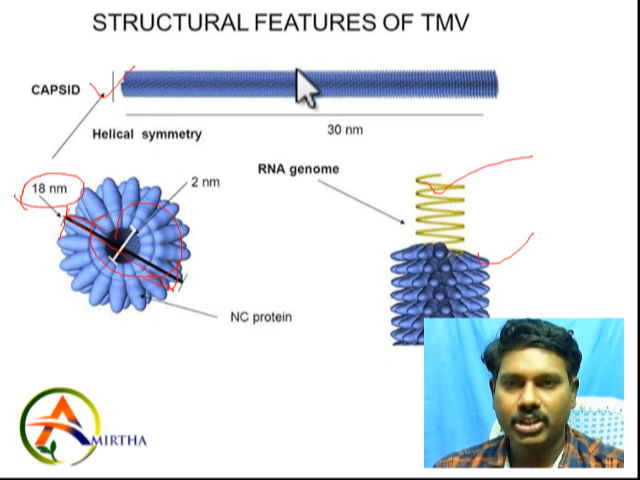 STRUCTURAL FEATURES OF TMV
CAPSID
Helical symmetry
30 nm
18 nm
2 nm
RNA genome
NC protein
AMIRTHA